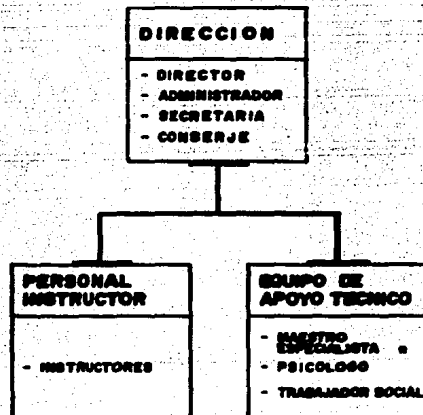 DIRECCION
- DIRECTOR
- ADMINISTRADOR
- SECRETARIA
- CONSERJE
PERSONAL
INSTRUCTOR
- INSTRUCTORES
EQUIPO DE
APOYO TECNICO
- MAESTRO
ESPECIALISTA
- PSICOLOGO
- TRABAJADOR SOCIAL